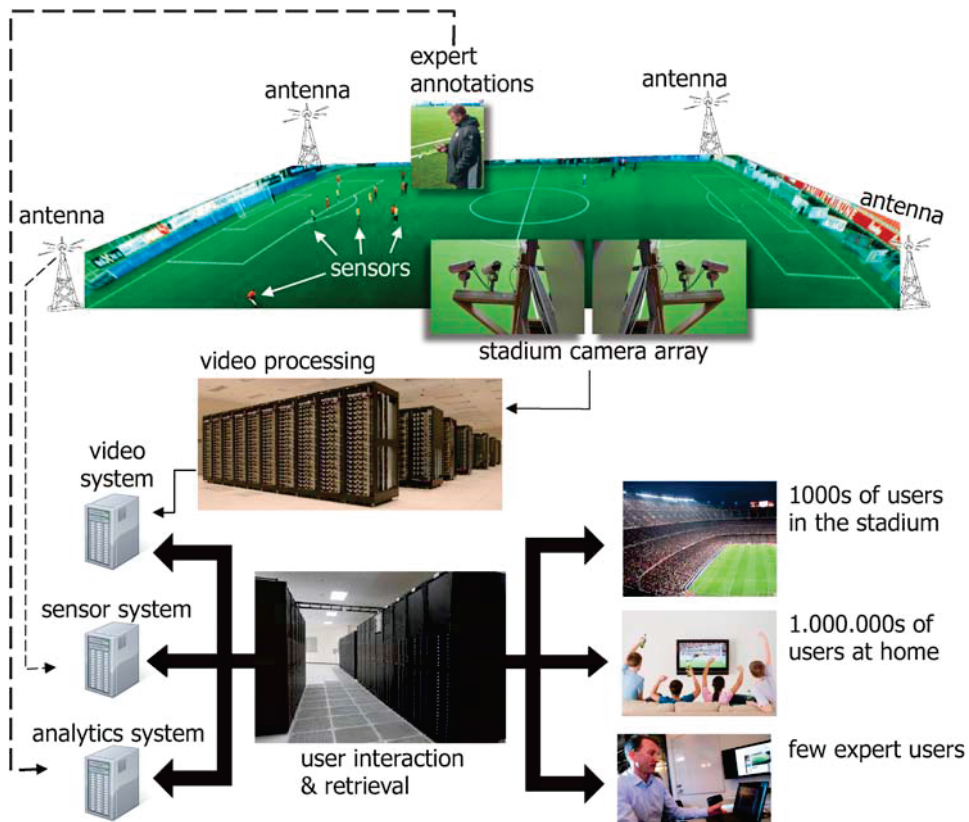 expert
annotations
antenna
antenna
antenna
antenna
sensors
stadium camera array
video processing
video
system
1000s of users
in the stadium
sensor system
1.000.000s of
users at home
analytics system
user interaction
& retrieval
few expert users